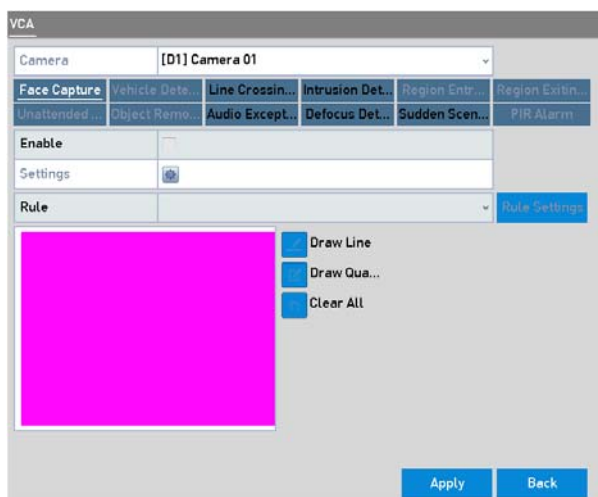 VCA
Camera [D1] Camera 01
Face Capture Vehicle Dete... Line Crossin... Intrusion Det... Region Entr... Region Exitin...
Unattended ... Object Remo... Audio Except... Defocus Det... Sudden Scen... PIR Alarm
Enable
Settings
Rule Rule Settings
Draw Line
Draw Qua...
Clear All
Apply Back